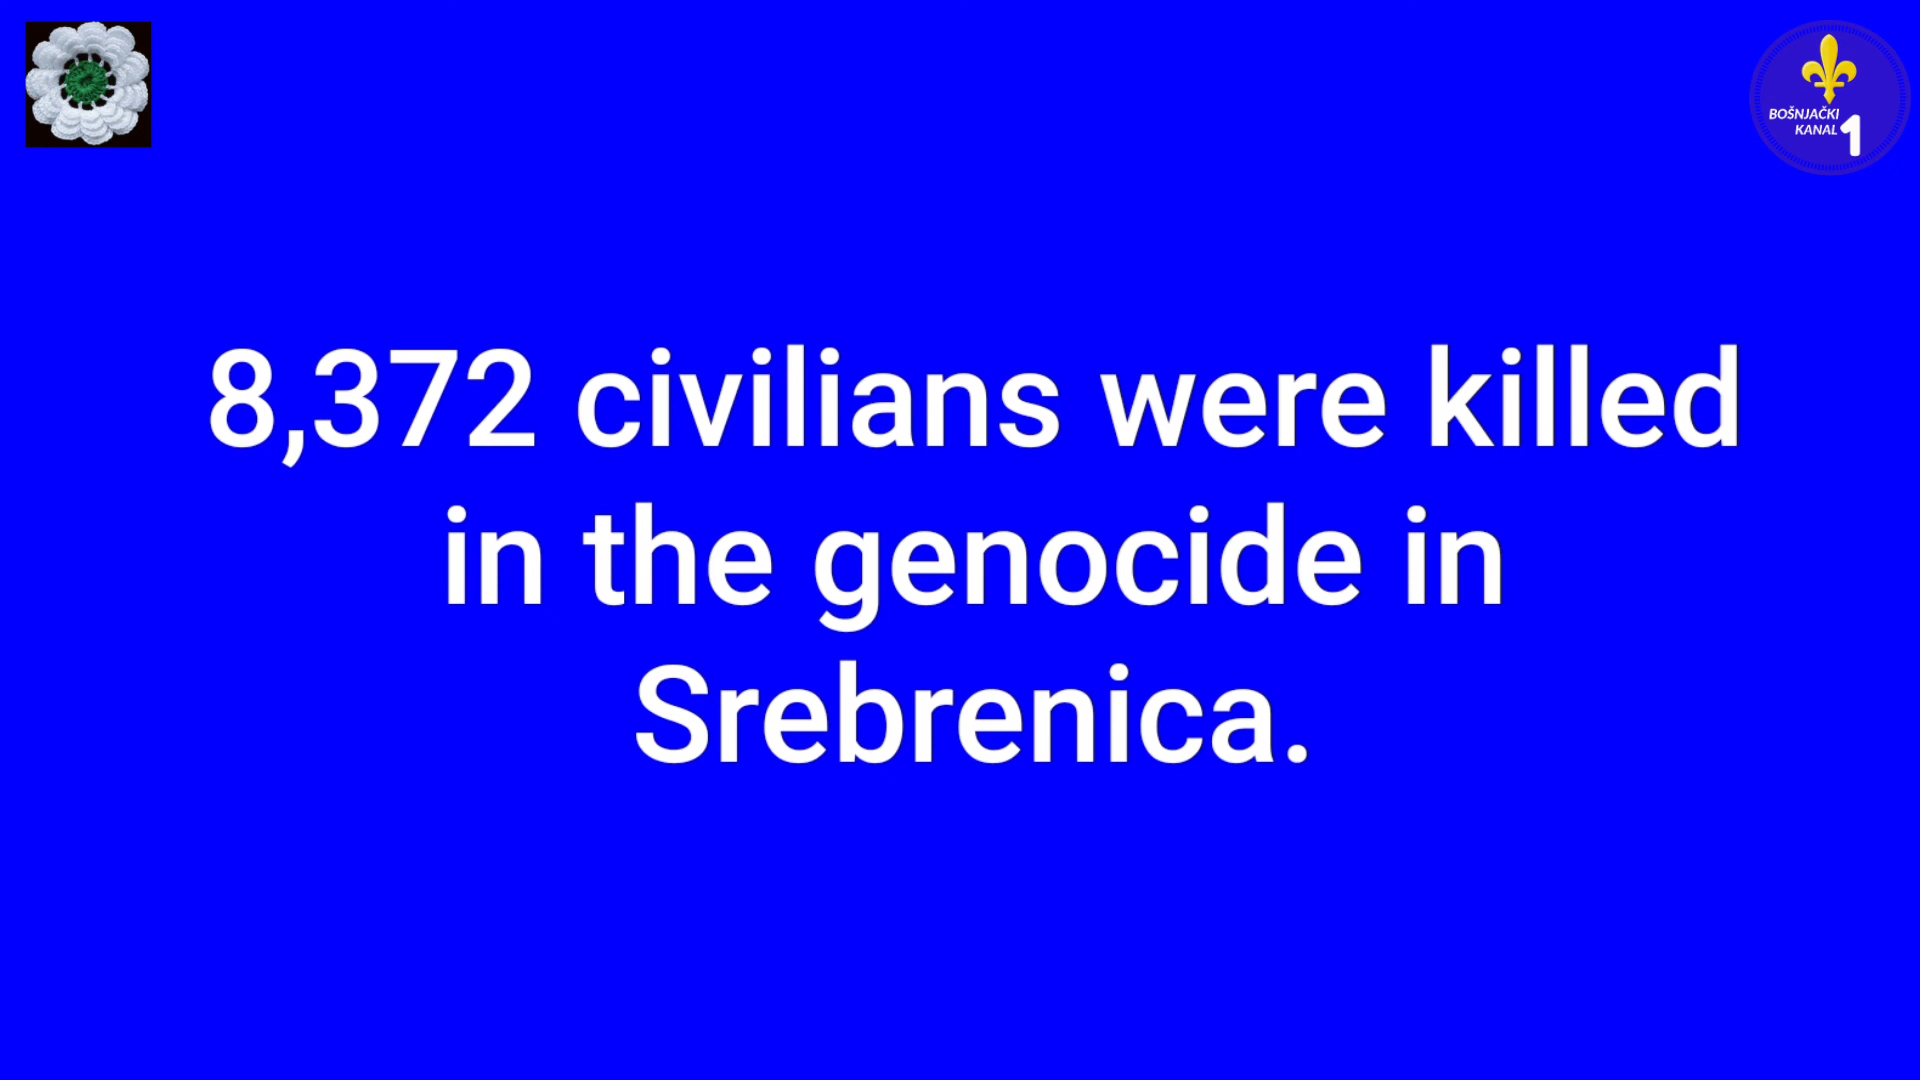 BOŠNJAČKI
KANAL 1
8,372 civilians were killed
in the genocide in
Srebrenica.